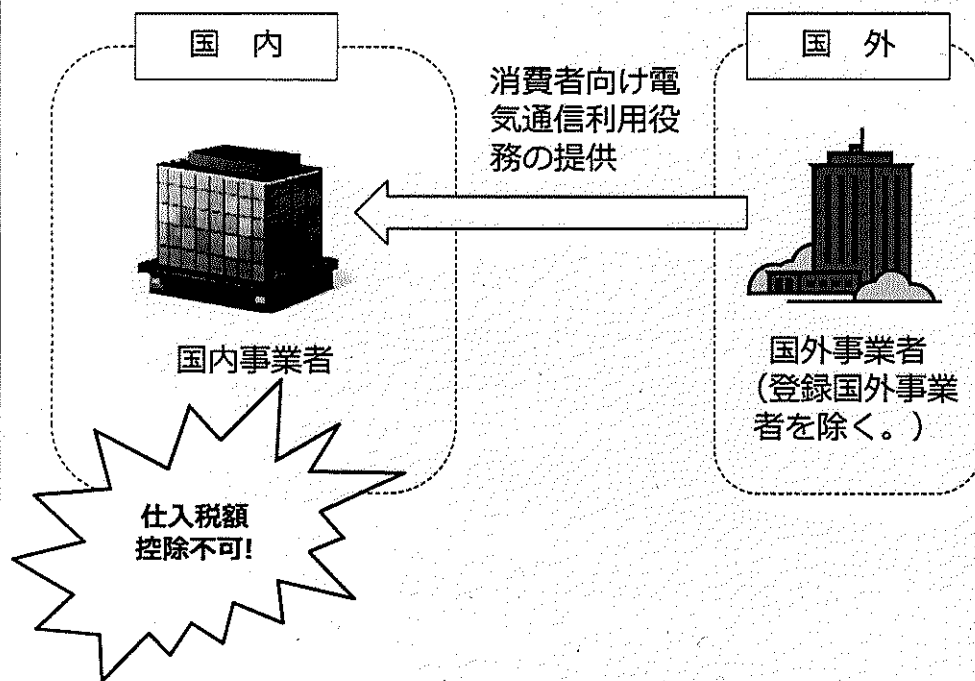 国 内
国 外
消費者向け電
気通信利用役
務の提供
国内事業者
国外事業者
(登録国外事業
者を除く。)
仕入税額
控除不可!